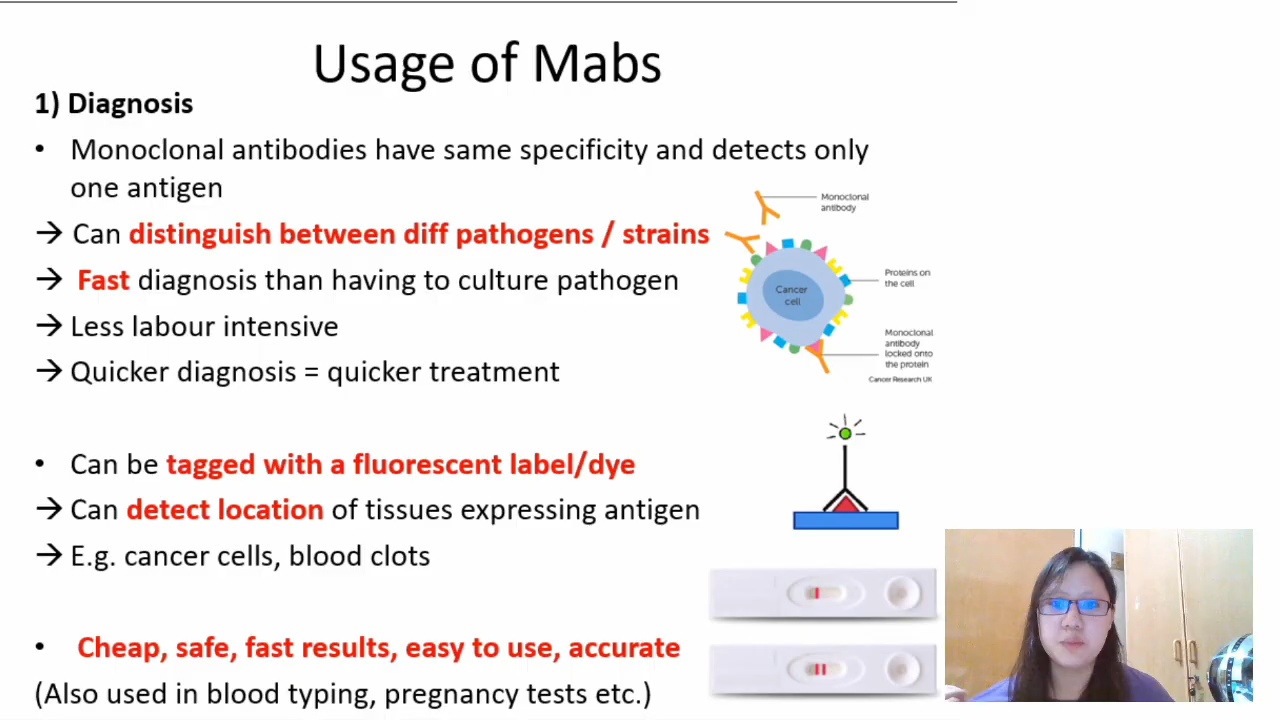 Usage of Mabs
1) Diagnosis
• Monoclonal antibodies have same specificity and detects only
one antigen
→ Can distinguish between diff pathogens / strains
→ Fast diagnosis than having to culture pathogen
→ Less labour intensive
→ Quicker diagnosis = quicker treatment
• Can be tagged with a fluorescent label/dye
→ Can detect location of tissues expressing antigen
→ E.g. cancer cells, blood clots
• Cheap, safe, fast results, easy to use, accurate
(Also used in blood typing, pregnancy tests etc.)
Monoclonal
antibody
Cancer
cell
Proteins on
the cell
Monoclonal
antibody
locked onto
the protein
Cancer Research UK